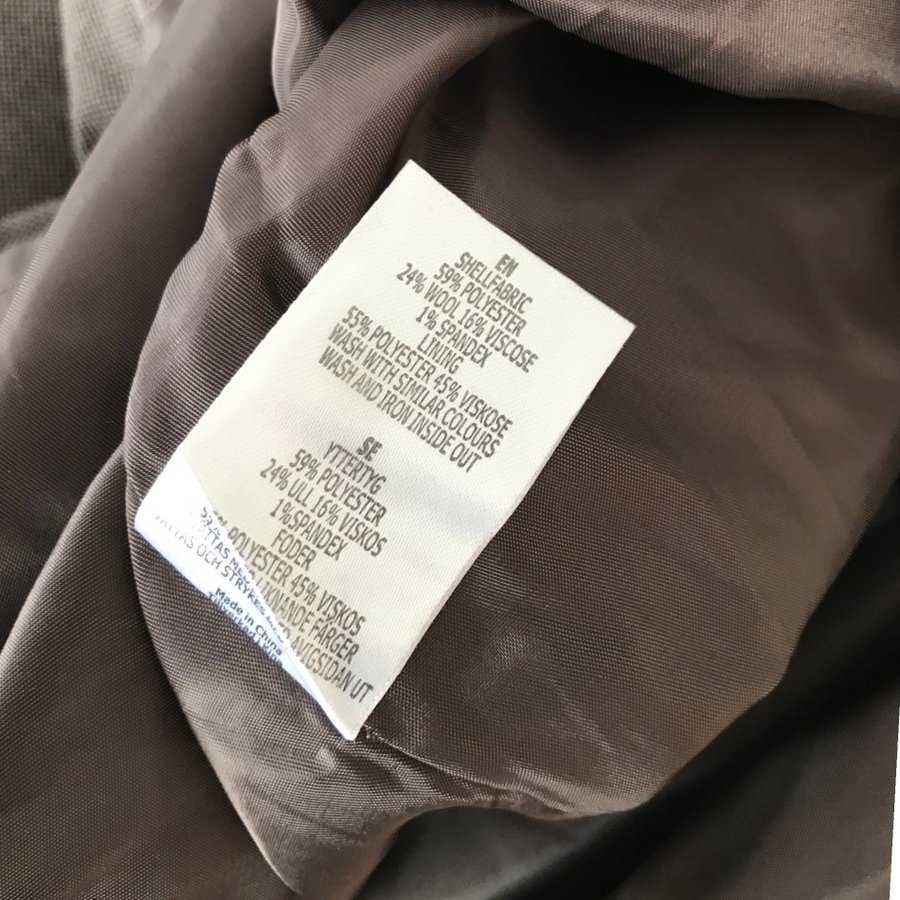 EN
SHELLFABRIC
59% POLYESTER
24% WOOL 16% VISCOSE
1% SPANDEX
LINING
55% POLYESTER 45% VISKOSE
WASH WITH SIMILAR COLOURS
WASH AND IRON INSIDE OUT
SE
YTTERTYG
59% POLYESTER
24% ULL 16% VISKOS
1%SPANDEX
FODER
POLYESTER 45% VISKOS
LIKNANDE FÄRGER
AVIGSIDAN UT
OCH STRYKES
Made in China